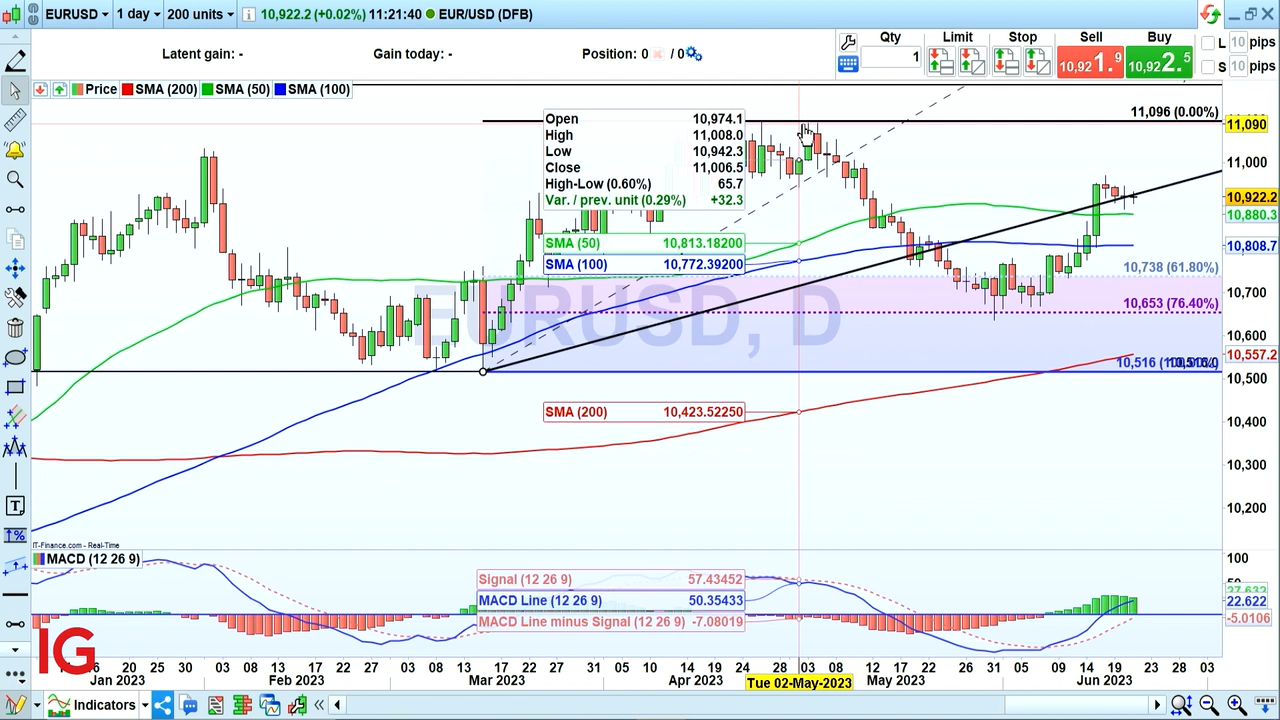 EURUSD 1 day 200 units 10,922.2 (+0.02%) 11:21:40 EUR/USD (DFB)
Latent gain: - Gain today: - Position: 0 / 0
Qty Limit Stop Sell Buy
1 10,921.9 10,922.5
L 10 pips
S 10 pips
Price SMA (200) SMA (50) SMA (100)
Open 10,974.1
High 11,008.0
Low 10,942.3
Close 11,006.5
High-Low (0.60%) 65.7
Var. / prev. unit (0.29%) +32.3
SMA (50) 10,813.18200
SMA (100) 10,772.39200
SMA (200) 10,423.52250
EURUSD, D
11,096 (0.00%)
10,738 (61.80%)
10,653 (76.40%)
11,090
11,000
10,922.2
10,880.3
10,808.7
10,700
10,600
10,557.2
10,500
10,400
10,300
10,200
IT-Finance.com - Real-Time
MACD (12 26 9)
Signal (12 26 9) 57.43452
MACD Line (12 26 9) 50.35433
MACD Line minus Signal (12 26 9) -7.08019
100
22.622
-5.0106
IG
20 25 30 03 08 13 17 22 27 03 08 13 22 27 31 05 10 14 19 24 28 03 08 12 17 22 26 31 05 09 14 19 23 28 03
Jan 2023 Feb 2023 Mar 2023 Apr 2023 Tue 02-May-2023 May 2023 Jun 2023
Indicators